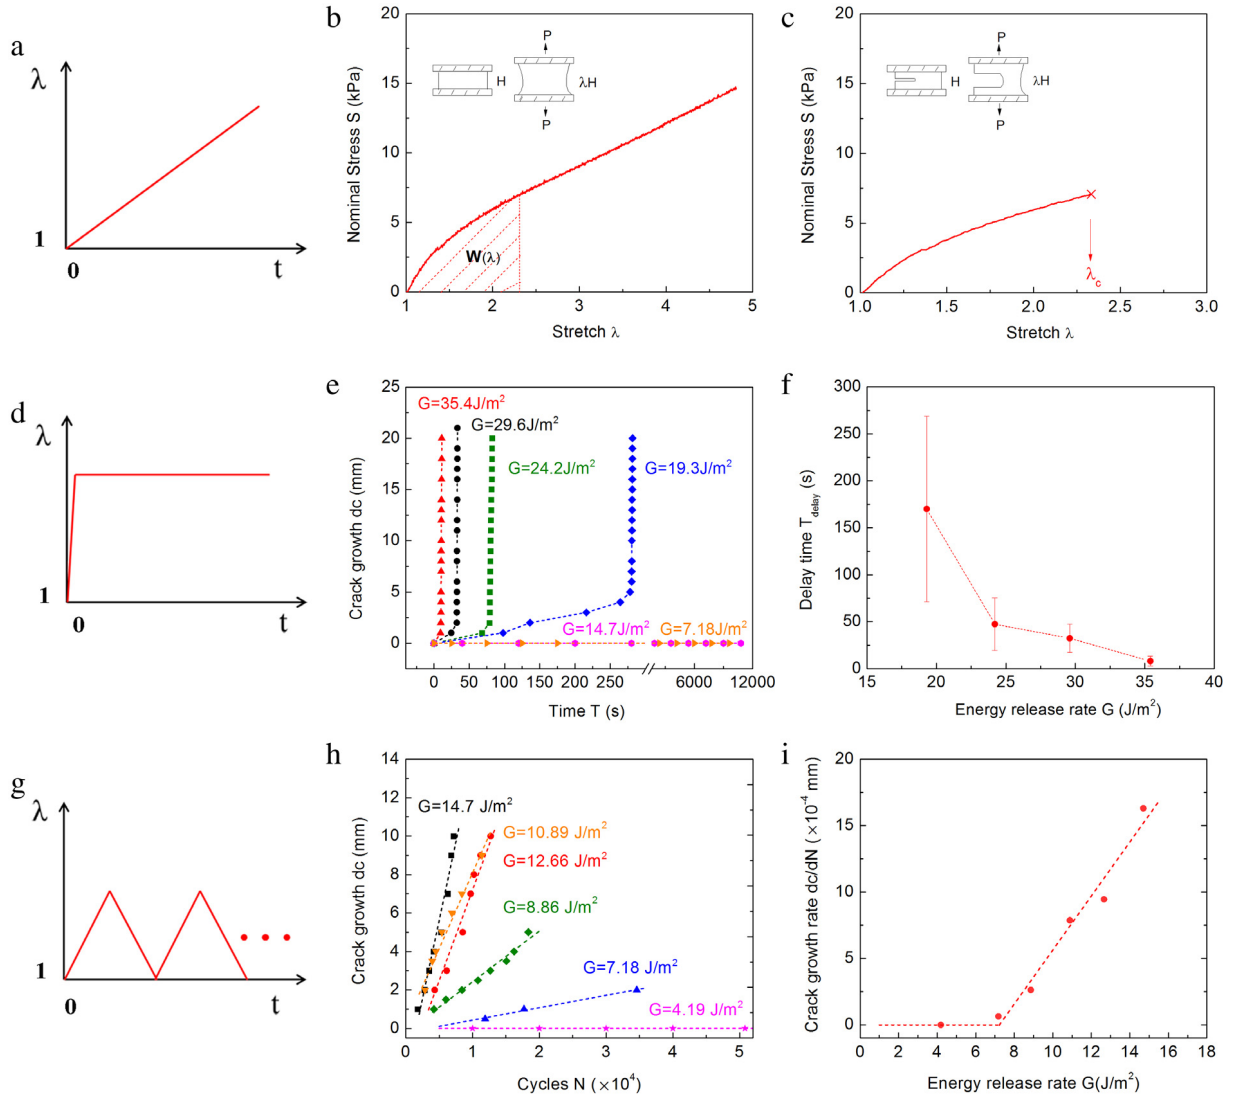 a
λ
1
0
t
b
Nominal Stress S (kPa)
20
15
10
5
0
P
H
λH
P
W(λ)
1
2
3
4
5
Stretch λ
c
Nominal Stress S (kPa)
20
15
10
5
0
P
H
λH
P
λc
1.0
1.5
2.0
2.5
3.0
Stretch λ
d
λ
1
0
t
e
Crack growth dc (mm)
25
20
15
10
5
0
G=35.4J/m²
G=29.6J/m²
G=24.2J/m²
G=19.3J/m²
G=14.7J/m²
G=7.18J/m²
0
50
100
150
200
250
6000
12000
Time T (s)
f
Delay time Tdelay (s)
300
250
200
150
100
50
0
15
20
25
30
35
40
Energy release rate G (J/m²)
g
λ
1
0
t
h
Crack growth dc (mm)
14
12
10
8
6
4
2
0
G=14.7 J/m²
G=10.89 J/m²
G=12.66 J/m²
G=8.86 J/m²
G=7.18 J/m²
G=4.19 J/m²
0
1
2
3
4
5
Cycles N (×10⁴)
i
Crack growth rate dc/dN (×10⁻⁴ mm)
20
15
10
5
0
0
2
4
6
8
10
12
14
16
18
Energy release rate G(J/m²)